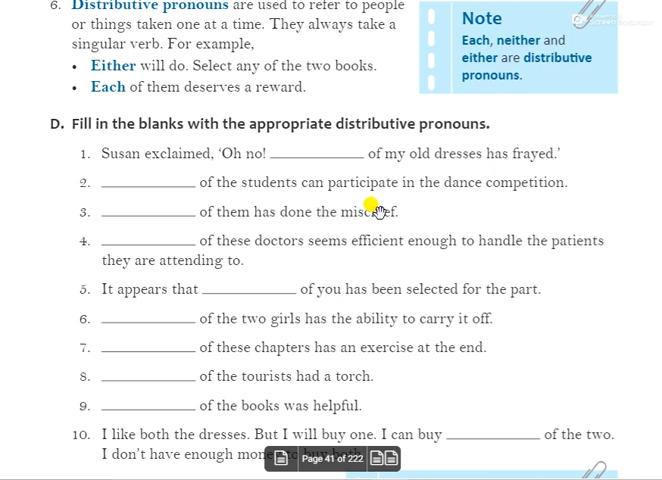 6. Distributive pronouns are used to refer to people
or things taken one at a time. They always take a
singular verb. For example,
• Either will do. Select any of the two books.
• Each of them deserves a reward.
Note
Each, neither and
either are distributive
pronouns.
D. Fill in the blanks with the appropriate distributive pronouns.
1. Susan exclaimed, ‘Oh no! ____________ of my old dresses has frayed.’
2. ____________ of the students can participate in the dance competition.
3. ____________ of them has done the mischief.
4. ____________ of these doctors seems efficient enough to handle the patients
they are attending to.
5. It appears that ____________ of you has been selected for the part.
6. ____________ of the two girls has the ability to carry it off.
7. ____________ of these chapters has an exercise at the end.
8. ____________ of the tourists had a torch.
9. ____________ of the books was helpful.
10. I like both the dresses. But I will buy one. I can buy ____________ of the two.
I don’t have enough money to buy both.
Page 41 of 222